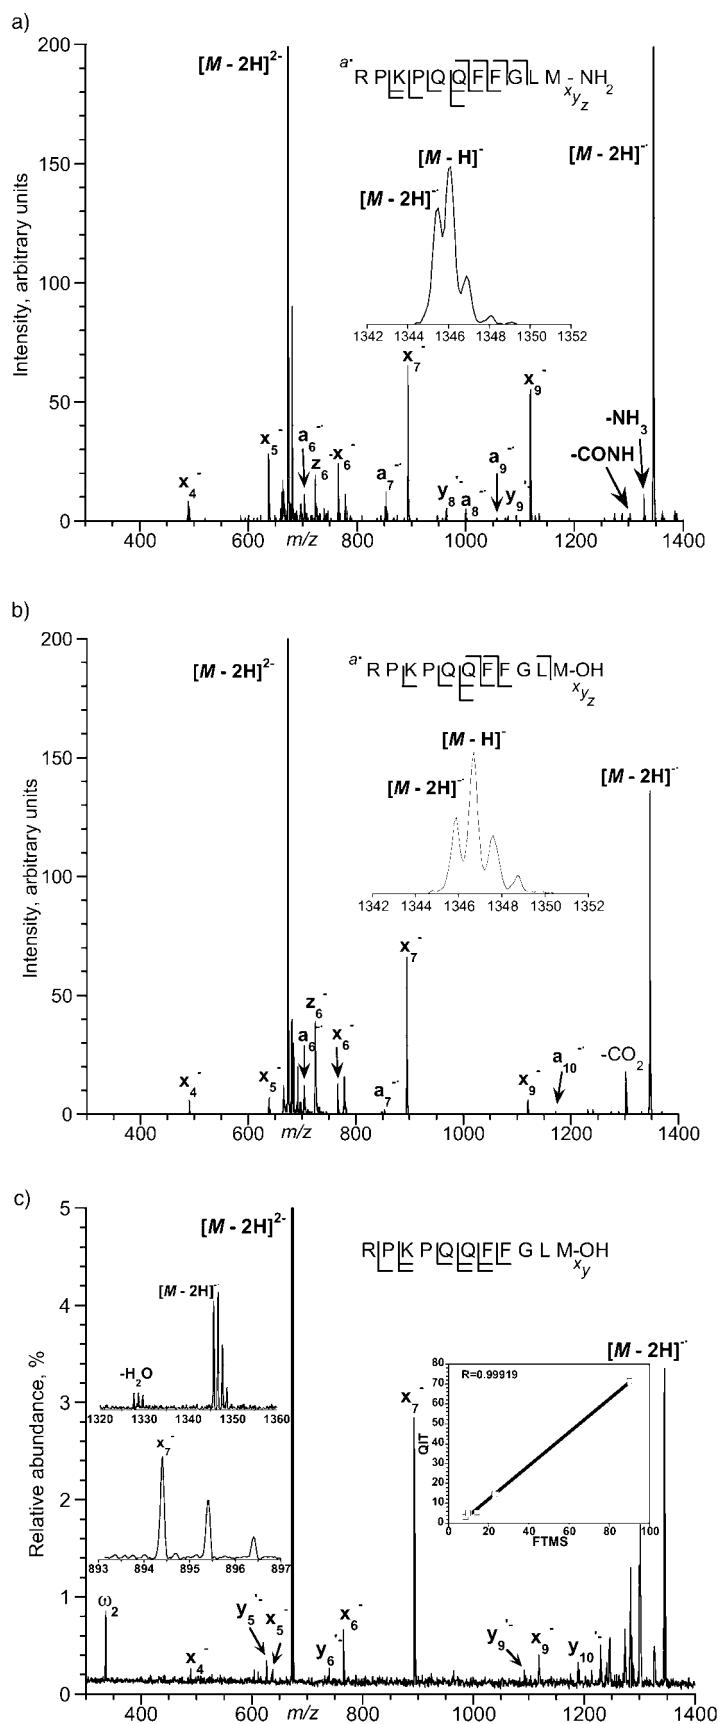 a)
200
150
100
50
0
Intensity, arbitrary units
[M - 2H]2-
a• R P K P Q Q F F G L M - NH2
x y z
[M - H]-
[M - 2H]-•
[M - 2H]-•
1342 1344 1346 1348 1350 1352
x4-
x5-
a6-•
z6-
x6-
a7-•
x7-
y8'-
a8-•
a9-•
y9'-
x9-
-CONH
-NH3
400 600 800 1000 1200 1400
m/z
b)
200
150
100
50
0
Intensity, arbitrary units
[M - 2H]2-
a• R P K P Q Q F F G L M-OH
x y z
[M - H]-
[M - 2H]-•
[M - 2H]-•
1342 1344 1346 1348 1350 1352
x4-
x5-
a6-•
z6-
x6-
a7-•
x7-
x9-
a10-•
-CO2
400 600 800 1000 1200 1400
m/z
c)
5
4
3
2
1
0
Relative abundance, %
[M - 2H]2-
R P K P Q Q F F G L M-OH
x y
[M - 2H]-•
-H2O
1320 1330 1340 1350 1360
x7-
893 894 895 896 897
[M - 2H]-•
R=0.99919
80
70
60
50
40
30
20
10
0
QIT
0 20 40 60 80 100
FTMS
ω2
x4-
y5'-
x5-
y6'-
x6-
x7-
y9'-
x9-
y10'-
400 600 800 1000 1200 1400
m/z